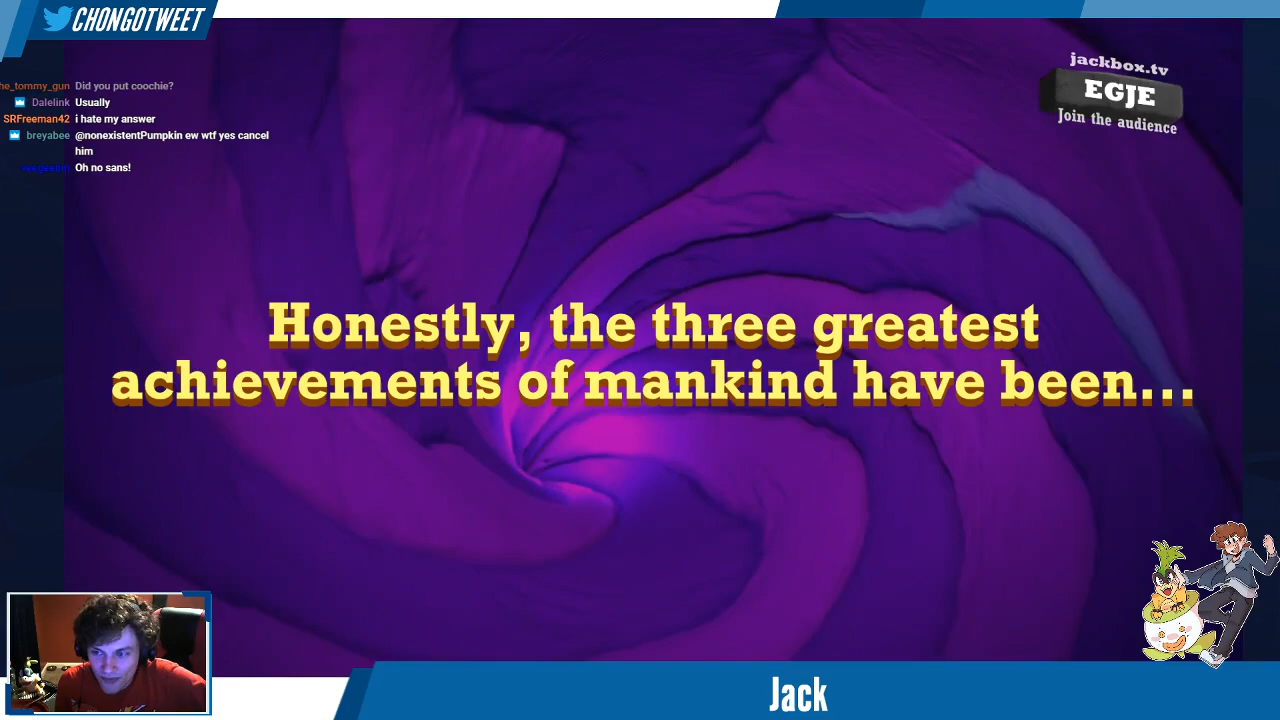 CHONGOTWEET
he_tommy_gun Did you put coochie?
Dalelink Usually
SRFreeman42 i hate my answer
breyabee @nonexistentPumpkin ew wtf yes cancel
him
Oh no sans!
jackbox.tv
EGJE
Join the audience
Honestly, the three greatest
achievements of mankind have been...
Jack